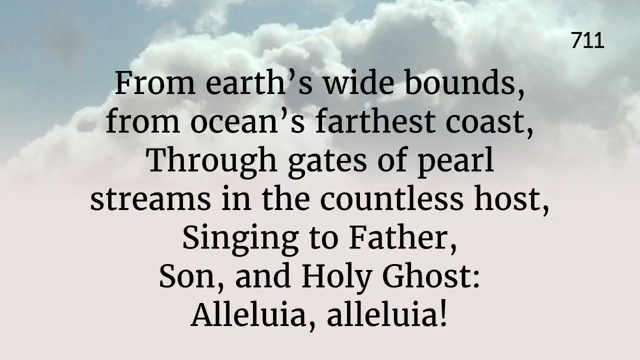 711
From earth’s wide bounds,
from ocean’s farthest coast,
Through gates of pearl
streams in the countless host,
Singing to Father,
Son, and Holy Ghost:
Alleluia, alleluia!